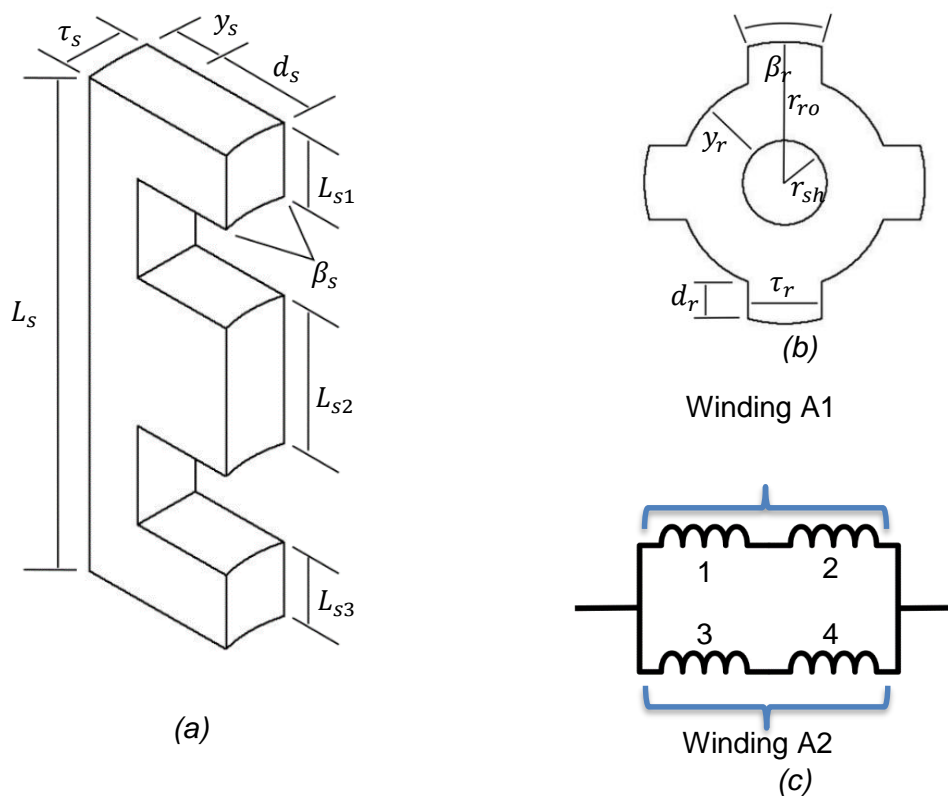 τ_s
y_s
d_s
L_s1
β_s
L_s
L_s2
L_s3
(a)
β_r
r_ro
y_r
r_sh
d_r
τ_r
(b)
Winding A1
1
2
3
4
Winding A2
(c)